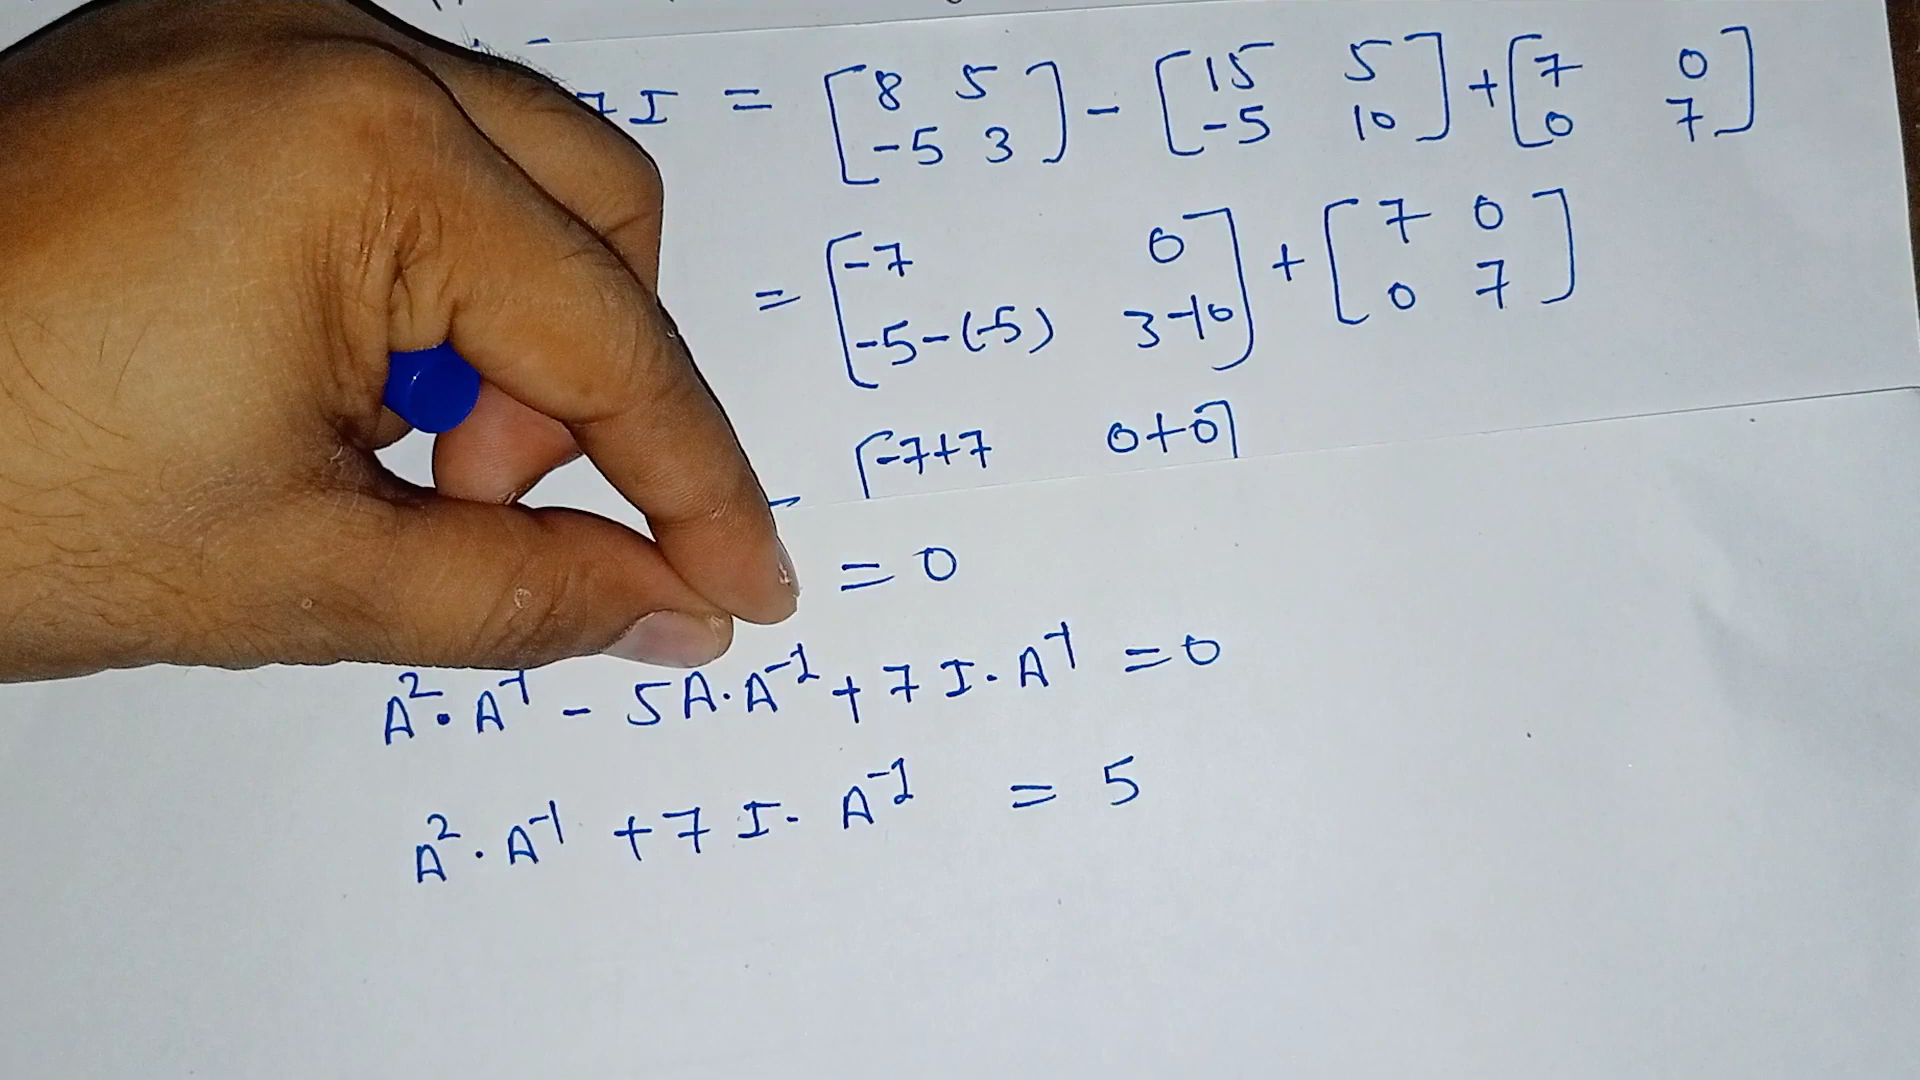 7I = [8 5 -5 3] - [15 5 -5 10] + [7 0 0 7]
= [-7 0 -5-(-5) 3-10] + [7 0 0 7]
[-7+7 0+0]
= 0
A²·A⁻¹ - 5A·A⁻¹ + 7I·A⁻¹ = 0
A²·A⁻¹ + 7I·A⁻¹ = 5